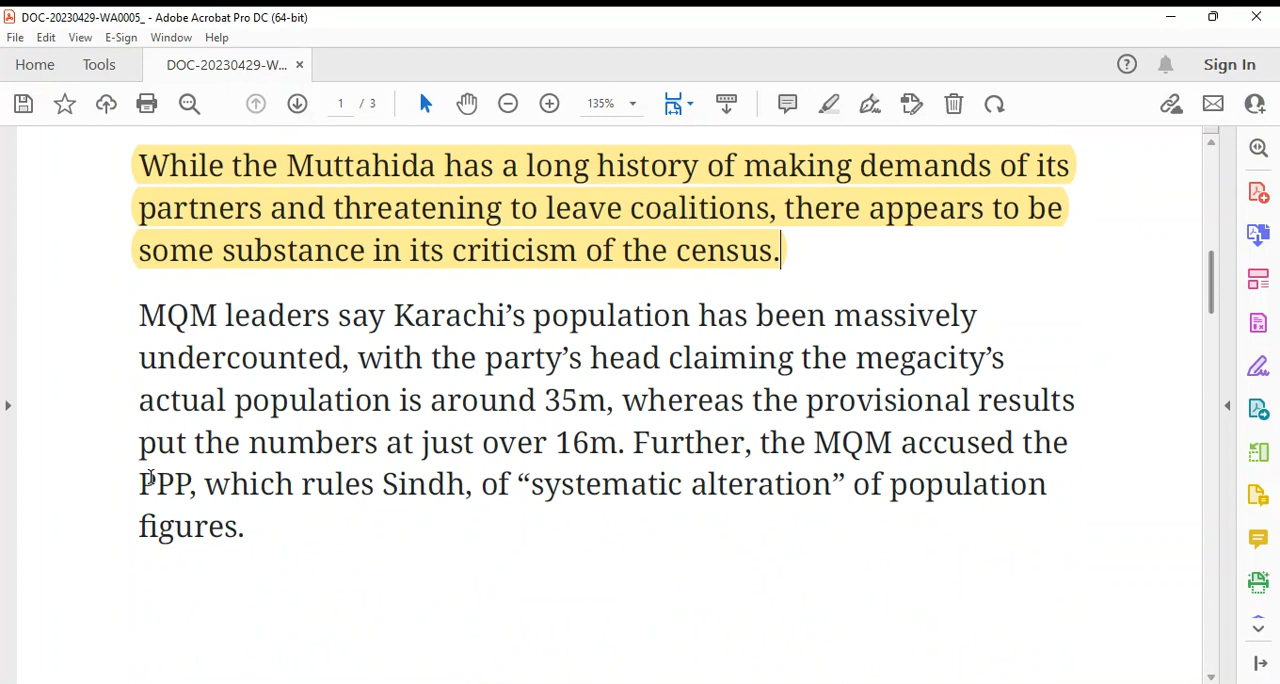 DOC-20230429-WA0005_ - Adobe Acrobat Pro DC (64-bit)
File Edit View E-Sign Window Help
Home Tools DOC-20230429-W... × Sign In
1 / 3 135%
While the Muttahida has a long history of making demands of its
partners and threatening to leave coalitions, there appears to be
some substance in its criticism of the census.
MQM leaders say Karachi’s population has been massively
undercounted, with the party’s head claiming the megacity’s
actual population is around 35m, whereas the provisional results
put the numbers at just over 16m. Further, the MQM accused the
PPP, which rules Sindh, of “systematic alteration” of population
figures.